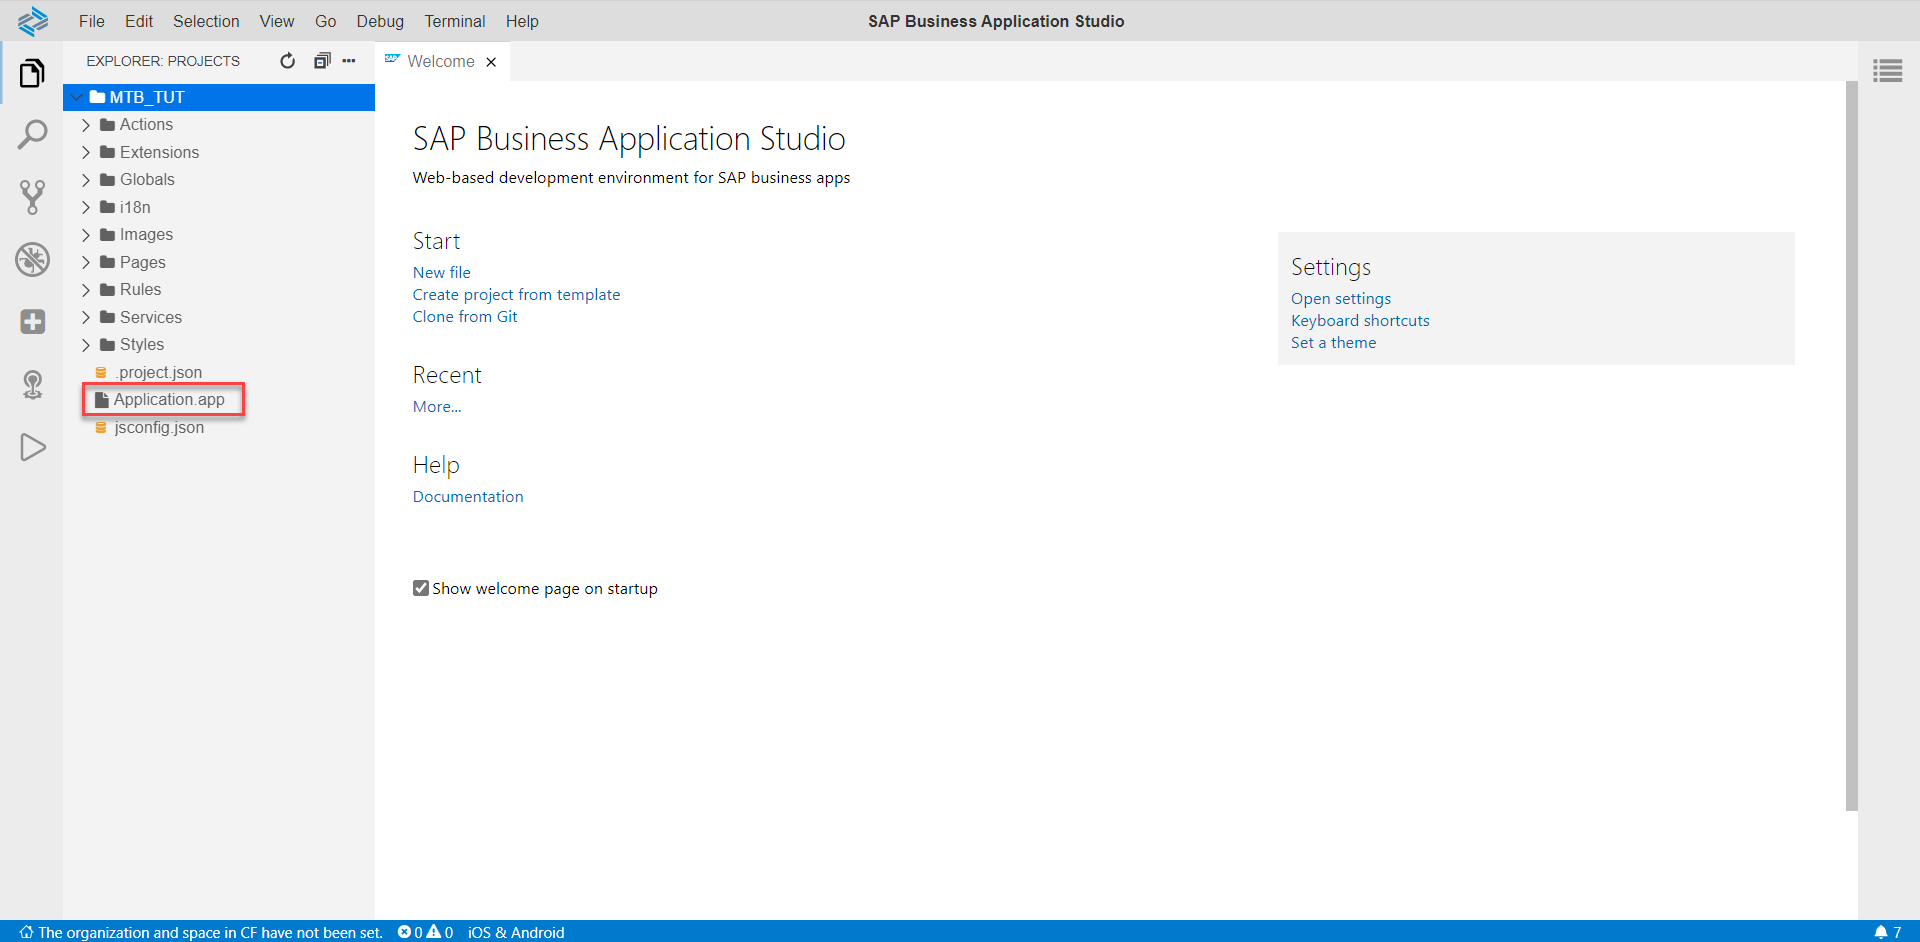 File Edit Selection View Go Debug Terminal Help
SAP Business Application Studio
EXPLORER: PROJECTS
SAP Welcome
MTB_TUT
Actions
Extensions
Globals
i18n
Images
Pages
Rules
Services
Styles
.project.json
Application.app
jsconfig.json
SAP Business Application Studio
Web-based development environment for SAP business apps
Start
New file
Create project from template
Clone from Git
Recent
More...
Help
Documentation
Show welcome page on startup
Settings
Open settings
Keyboard shortcuts
Set a theme
The organization and space in CF have not been set. 0 0 iOS & Android
7